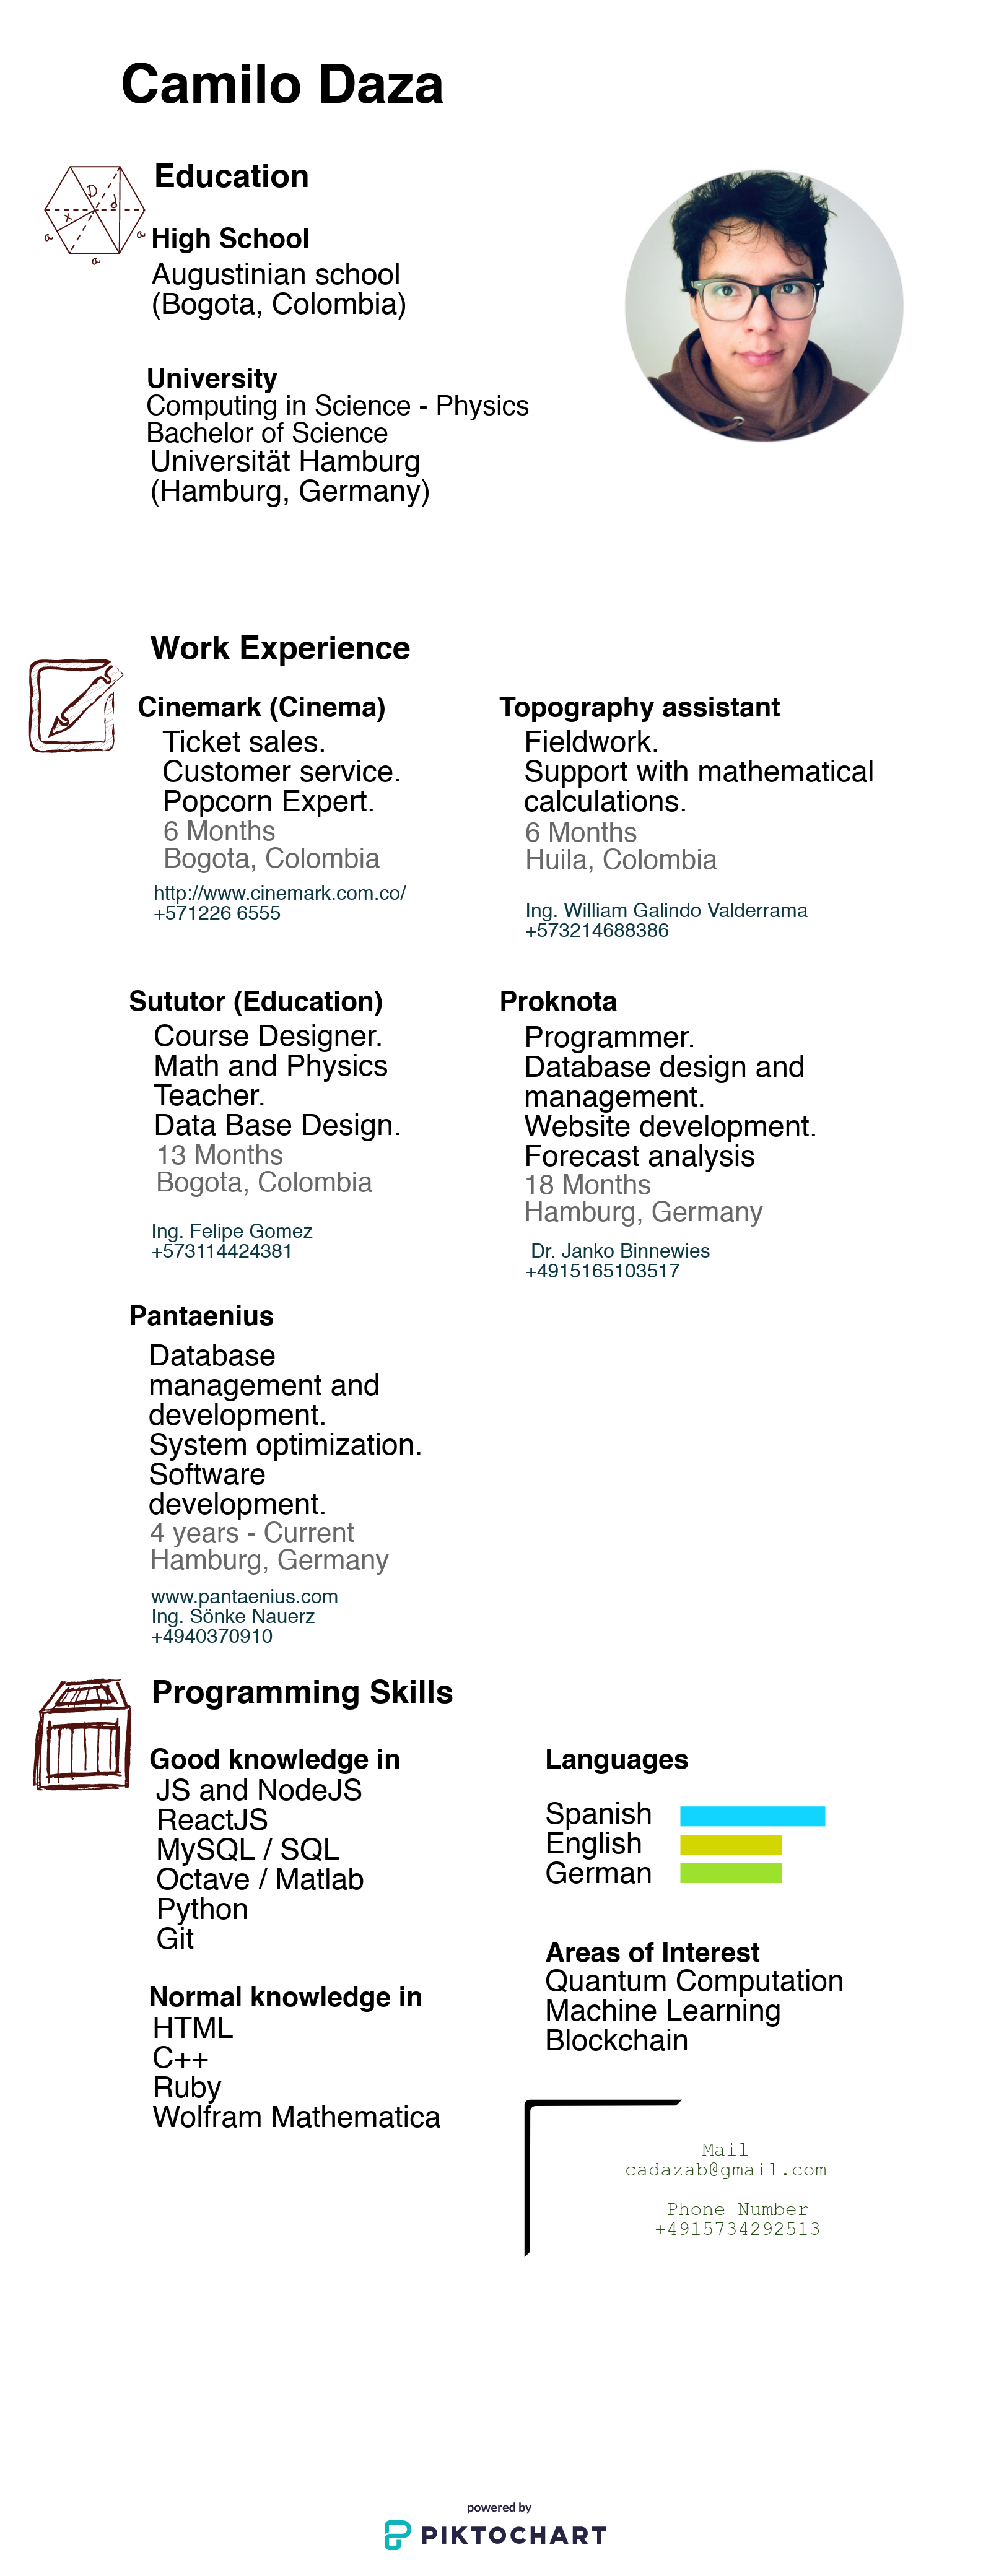 Camilo Daza
Education
High School
Augustinian school
(Bogota, Colombia)
University
Computing in Science - Physics
Bachelor of Science
Universität Hamburg
(Hamburg, Germany)
D
d
x
a
a
a
Work Experience
Cinemark (Cinema)
Ticket sales.
Customer service.
Popcorn Expert.
6 Months
Bogota, Colombia
http://www.cinemark.com.co/
+571226 6555
Topography assistant
Fieldwork.
Support with mathematical
calculations.
6 Months
Huila, Colombia
Ing. William Galindo Valderrama
+573214688386
Sututor (Education)
Course Designer.
Math and Physics
Teacher.
Data Base Design.
13 Months
Bogota, Colombia
Ing. Felipe Gomez
+573114424381
Proknota
Programmer.
Database design and
management.
Website development.
Forecast analysis
18 Months
Hamburg, Germany
Dr. Janko Binnewies
+4915165103517
Pantaenius
Database
management and
development.
System optimization.
Software
development.
4 years - Current
Hamburg, Germany
www.pantaenius.com
Ing. Sönke Nauerz
+4940370910
Programming Skills
Good knowledge in
JS and NodeJS
ReactJS
MySQL / SQL
Octave / Matlab
Python
Git
Normal knowledge in
HTML
C++
Ruby
Wolfram Mathematica
Languages
Spanish
English
German
Areas of Interest
Quantum Computation
Machine Learning
Blockchain
Mail
cadazab@gmail.com
Phone Number
+4915734292513
powered by
PIKTOCHART